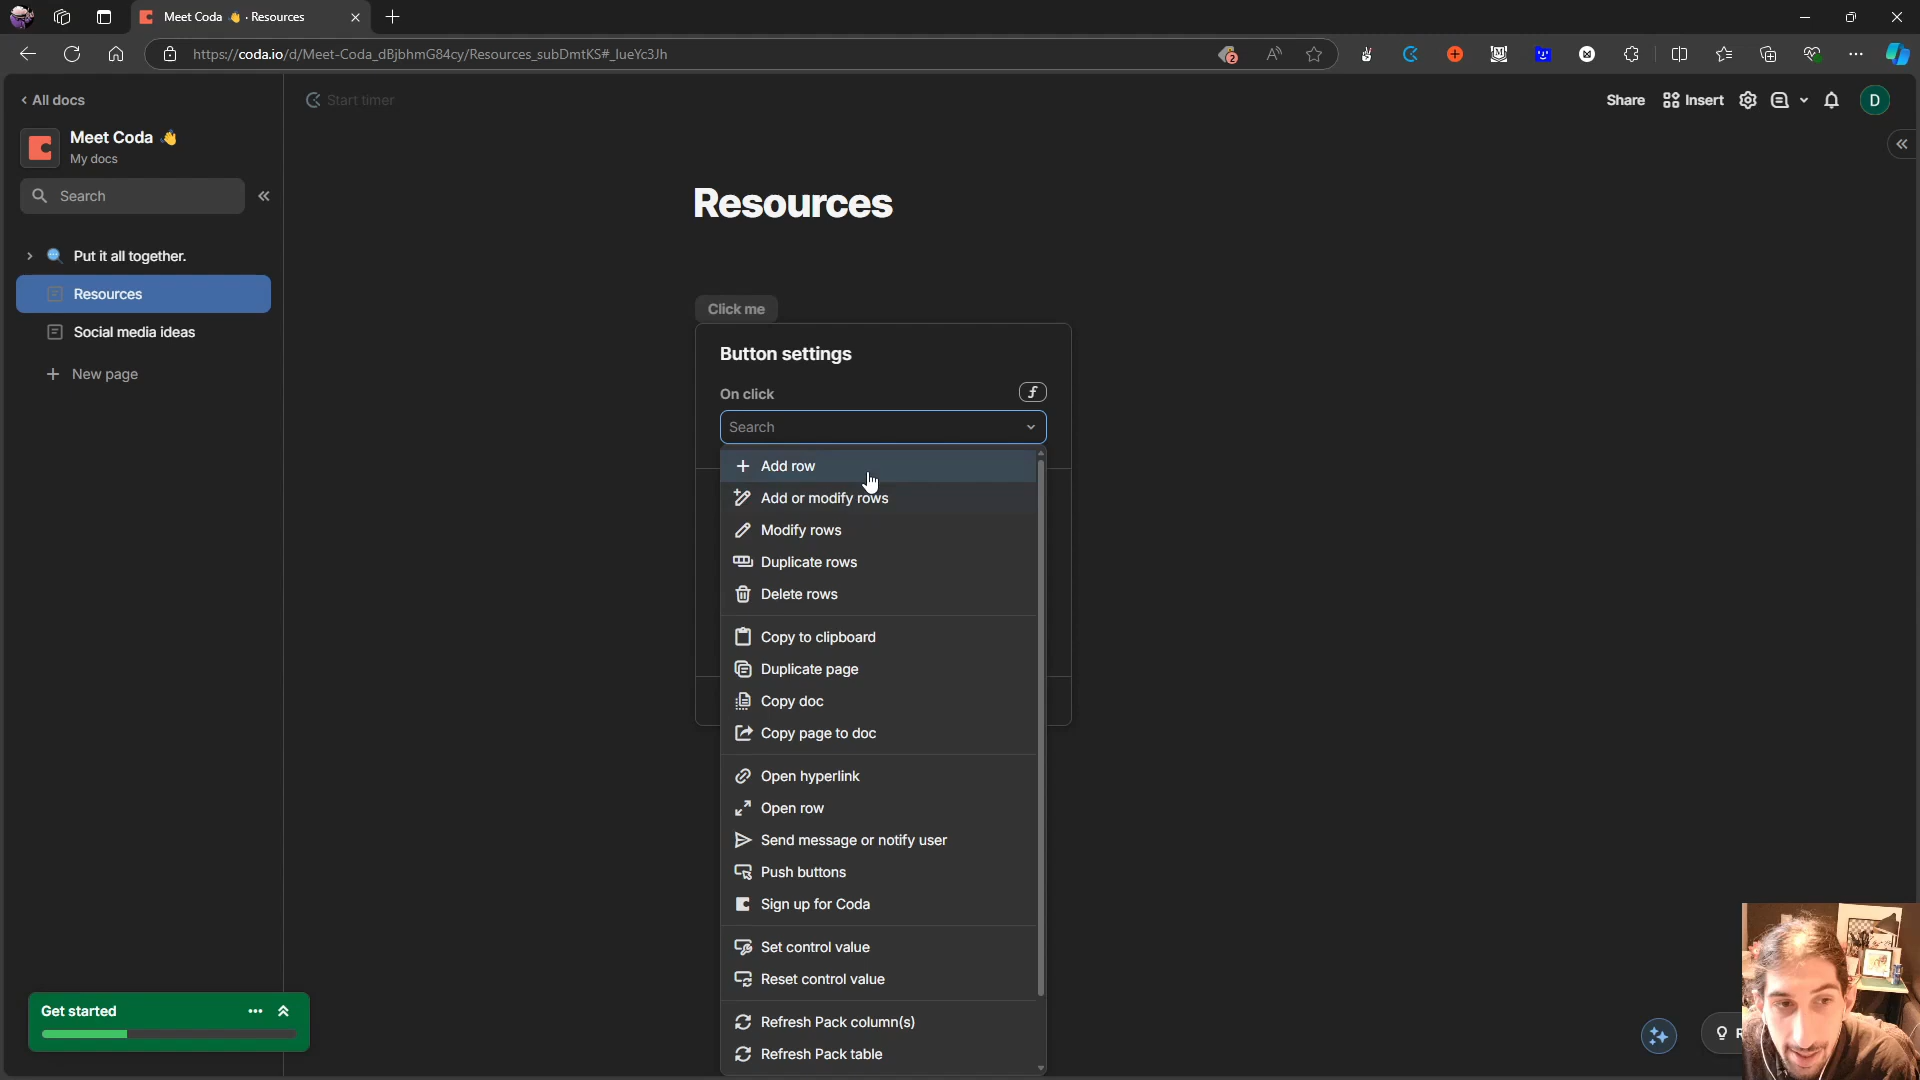 Meet Coda 👋 · Resources
https://coda.io/d/Meet-Coda_dBjbhmG84cy/Resources_subDmtKS#_lueYc3Jh
2
< All docs
Start timer
Share
Insert
D
Meet Coda 👋
My docs
Search
Resources
Put it all together.
Resources
Social media ideas
New page
Click me
Button settings
On click
Search
Add row
Add or modify rows
Modify rows
Duplicate rows
Delete rows
Copy to clipboard
Duplicate page
Copy doc
Copy page to doc
Open hyperlink
Open row
Send message or notify user
Push buttons
Sign up for Coda
Set control value
Reset control value
Refresh Pack column(s)
Refresh Pack table
Get started